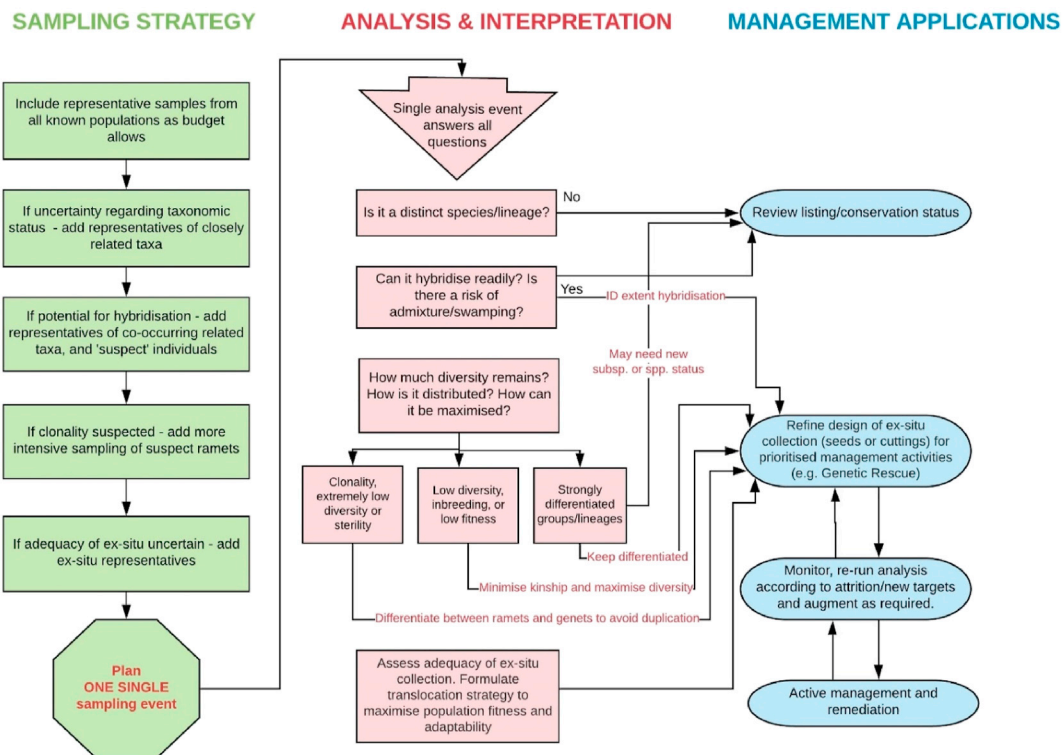 SAMPLING STRATEGY
ANALYSIS & INTERPRETATION
MANAGEMENT APPLICATIONS
Include representative samples from
all known populations as budget
allows
If uncertainty regarding taxonomic
status - add representatives of closely
related taxa
If potential for hybridisation - add
representatives of co-occurring related
taxa, and 'suspect' individuals
If clonality suspected - add more
intensive sampling of suspect ramets
If adequacy of ex-situ uncertain - add
ex-situ representatives
Plan
ONE SINGLE
sampling event
Single analysis event
answers all
questions
Is it a distinct species/lineage?
No
Can it hybridise readily? Is
there a risk of
admixture/swamping?
Yes
ID extent hybridisation
May need new
subsp. or spp. status
How much diversity remains?
How is it distributed? How can
it be maximised?
Clonality,
extremely low
diversity or
sterility
Low diversity,
inbreeding, or
low fitness
Strongly
differentiated
groups/lineages
Keep differentiated
Minimise kinship and maximise diversity
Differentiate between ramets and genets to avoid duplication
Assess adequacy of ex-situ
collection. Formulate
translocation strategy to
maximise population fitness and
adaptability
Review listing/conservation status
Refine design of ex-situ
collection (seeds or cuttings) for
prioritised management activities
(e.g. Genetic Rescue)
Monitor, re-run analysis
according to attrition/new targets
and augment as required.
Active management and
remediation